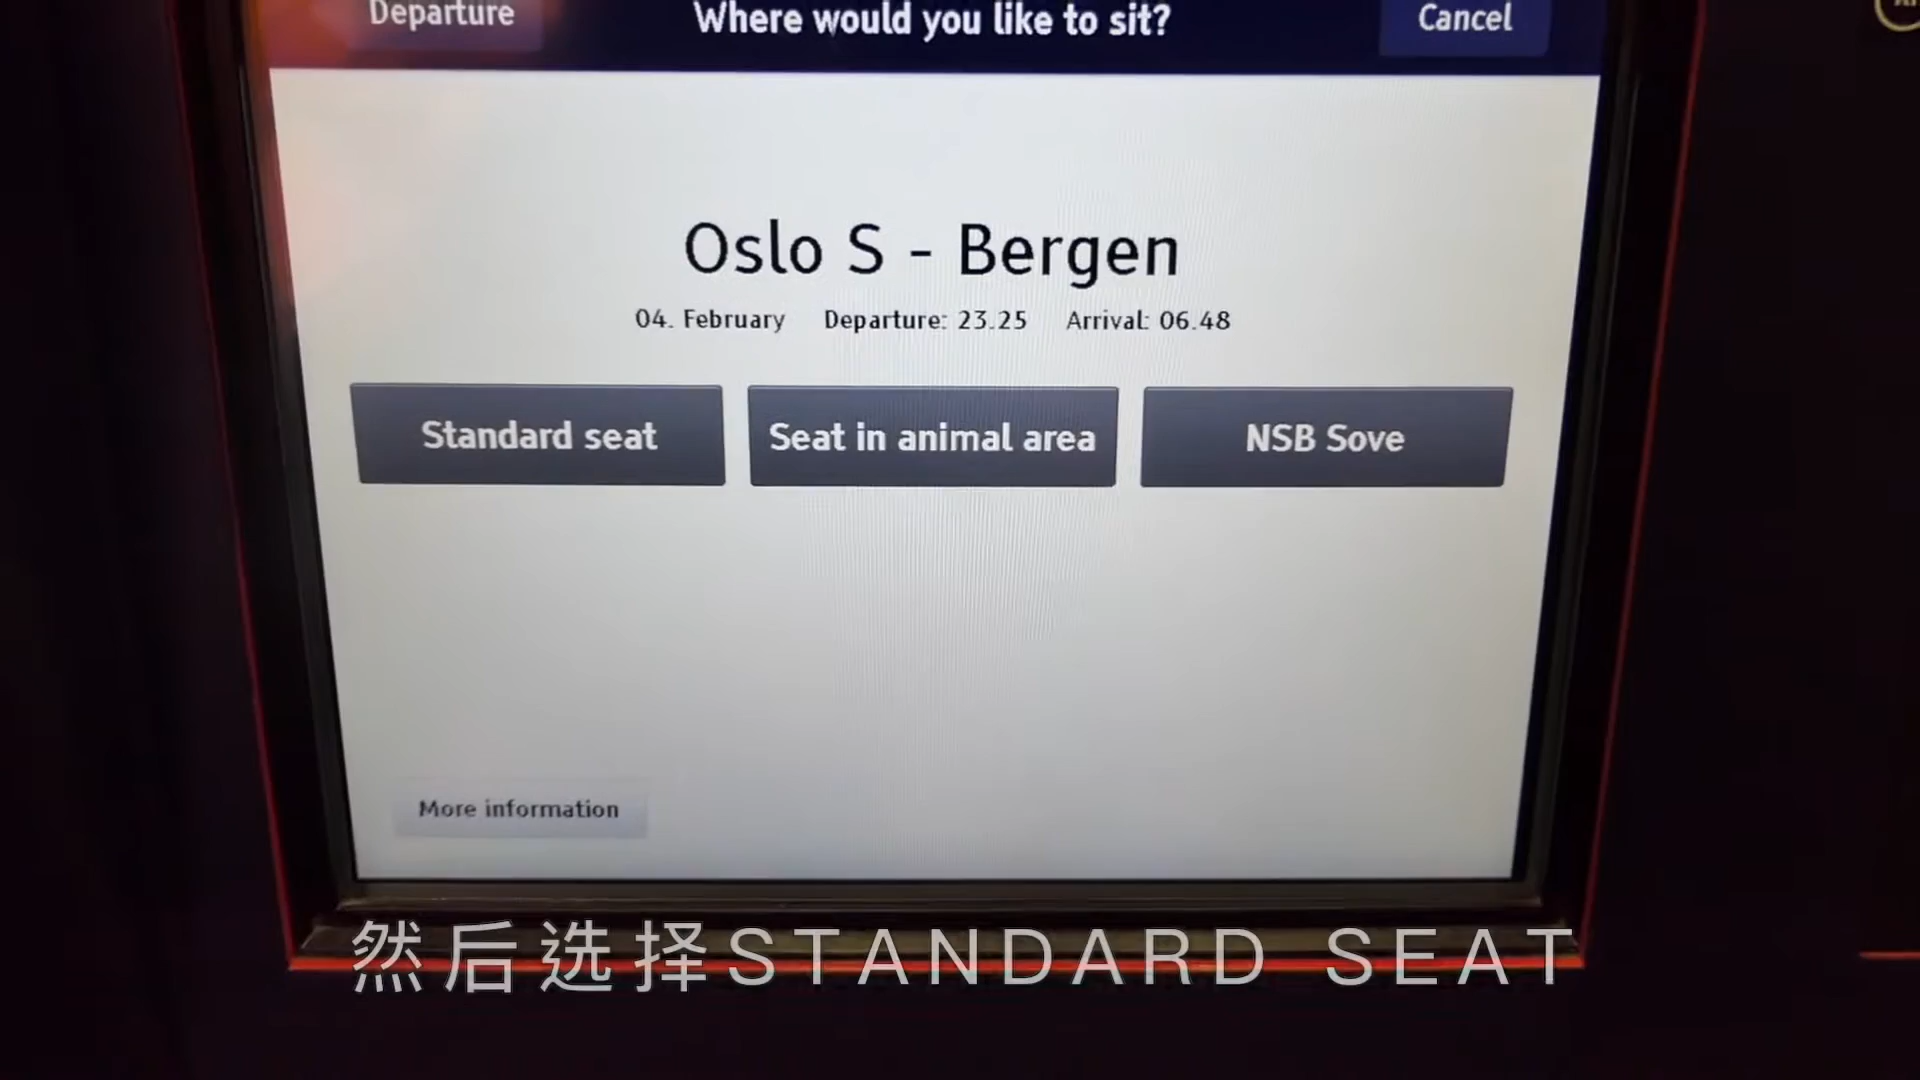 Departure
Where would you like to sit?
Cancel
Oslo S - Bergen
04. February Departure: 23.25 Arrival: 06.48
Standard seat
Seat in animal area
NSB Sove
More information
然后选择STANDARD SEAT